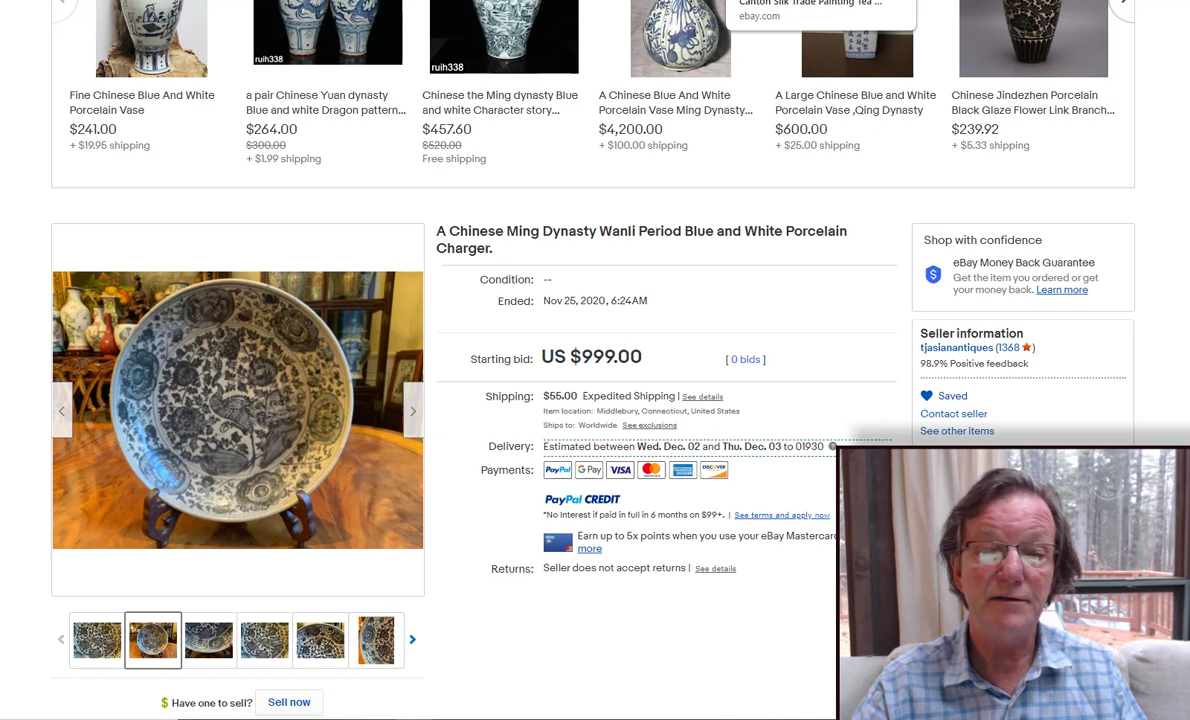 Canton Silk Trade Painting Tea ...
ebay.com
ruih338
ruih338
Fine Chinese Blue And White
Porcelain Vase
$241.00
+ $19.95 shipping
a pair Chinese Yuan dynasty
Blue and white Dragon pattern...
$264.00
$300.00
+ $1.99 shipping
Chinese the Ming dynasty Blue
and white Character story...
$457.60
$520.00
Free shipping
A Chinese Blue And White
Porcelain Vase Ming Dynasty...
$4,200.00
+ $100.00 shipping
A Large Chinese Blue and White
Porcelain Vase ,Qing Dynasty
$600.00
+ $25.00 shipping
Chinese Jindezhen Porcelain
Black Glaze Flower Link Branch...
$239.92
+ $5.33 shipping
A Chinese Ming Dynasty Wanli Period Blue and White Porcelain
Charger.
Condition: --
Ended: Nov 25, 2020, 6:24AM
Starting bid: US $999.00 [ 0 bids ]
Shipping: $55.00 Expedited Shipping | See details
Item location: Middlebury, Connecticut, United States
Ships to: Worldwide See exclusions
Delivery: Estimated between Wed. Dec. 02 and Thu. Dec. 03 to 01930
Payments: PayPal G Pay VISA DISCOVER
PayPal CREDIT
*No Interest if paid in full in 6 months on $99+. | See terms and apply now
Earn up to 5x points when you use your eBay Mastercard
more
Returns: Seller does not accept returns | See details
Shop with confidence
eBay Money Back Guarantee
Get the item you ordered or get
your money back. Learn more
Seller information
tjasianantiques (1368 )
98.9% Positive feedback
Saved
Contact seller
See other items
$ Have one to sell? Sell now